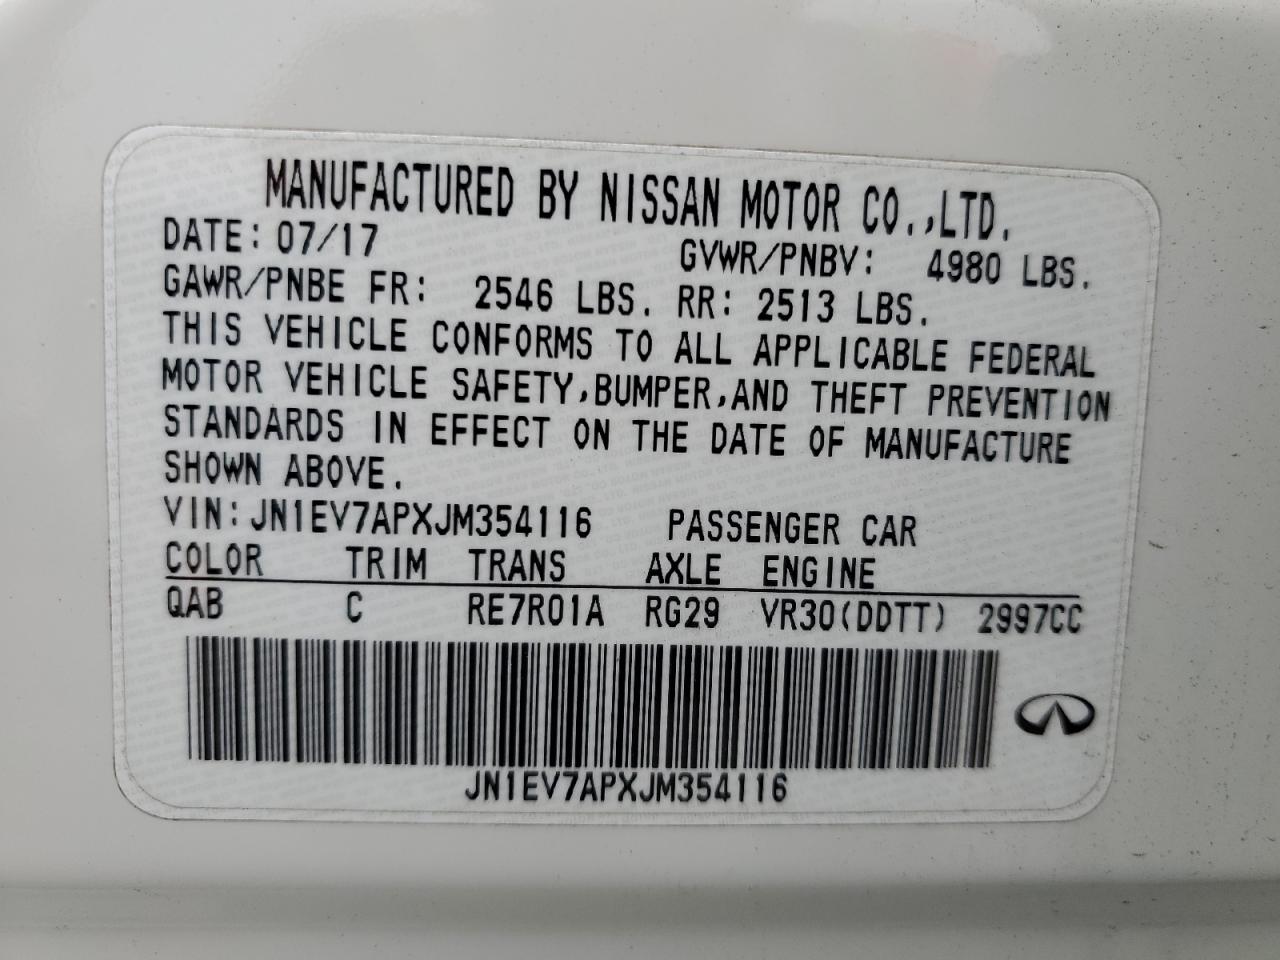 MANUFACTURED BY NISSAN MOTOR CO.,LTD.
DATE: 07/17 GVWR/PNBV: 4980 LBS.
GAWR/PNBE FR: 2546 LBS. RR: 2513 LBS.
THIS VEHICLE CONFORMS TO ALL APPLICABLE FEDERAL
MOTOR VEHICLE SAFETY,BUMPER,AND THEFT PREVENTION
STANDARDS IN EFFECT ON THE DATE OF MANUFACTURE
SHOWN ABOVE.
VIN: JN1EV7APXJM354116 PASSENGER CAR
COLOR TRIM TRANS AXLE ENGINE
QAB C RE7R01A RG29 VR30(DDTT) 2997CC
JN1EV7APXJM354116